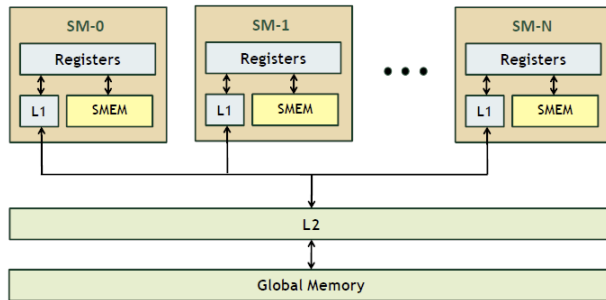 SM-0
Registers
L1
SMEM
SM-1
Registers
L1
SMEM
SM-N
Registers
L1
SMEM
L2
Global Memory